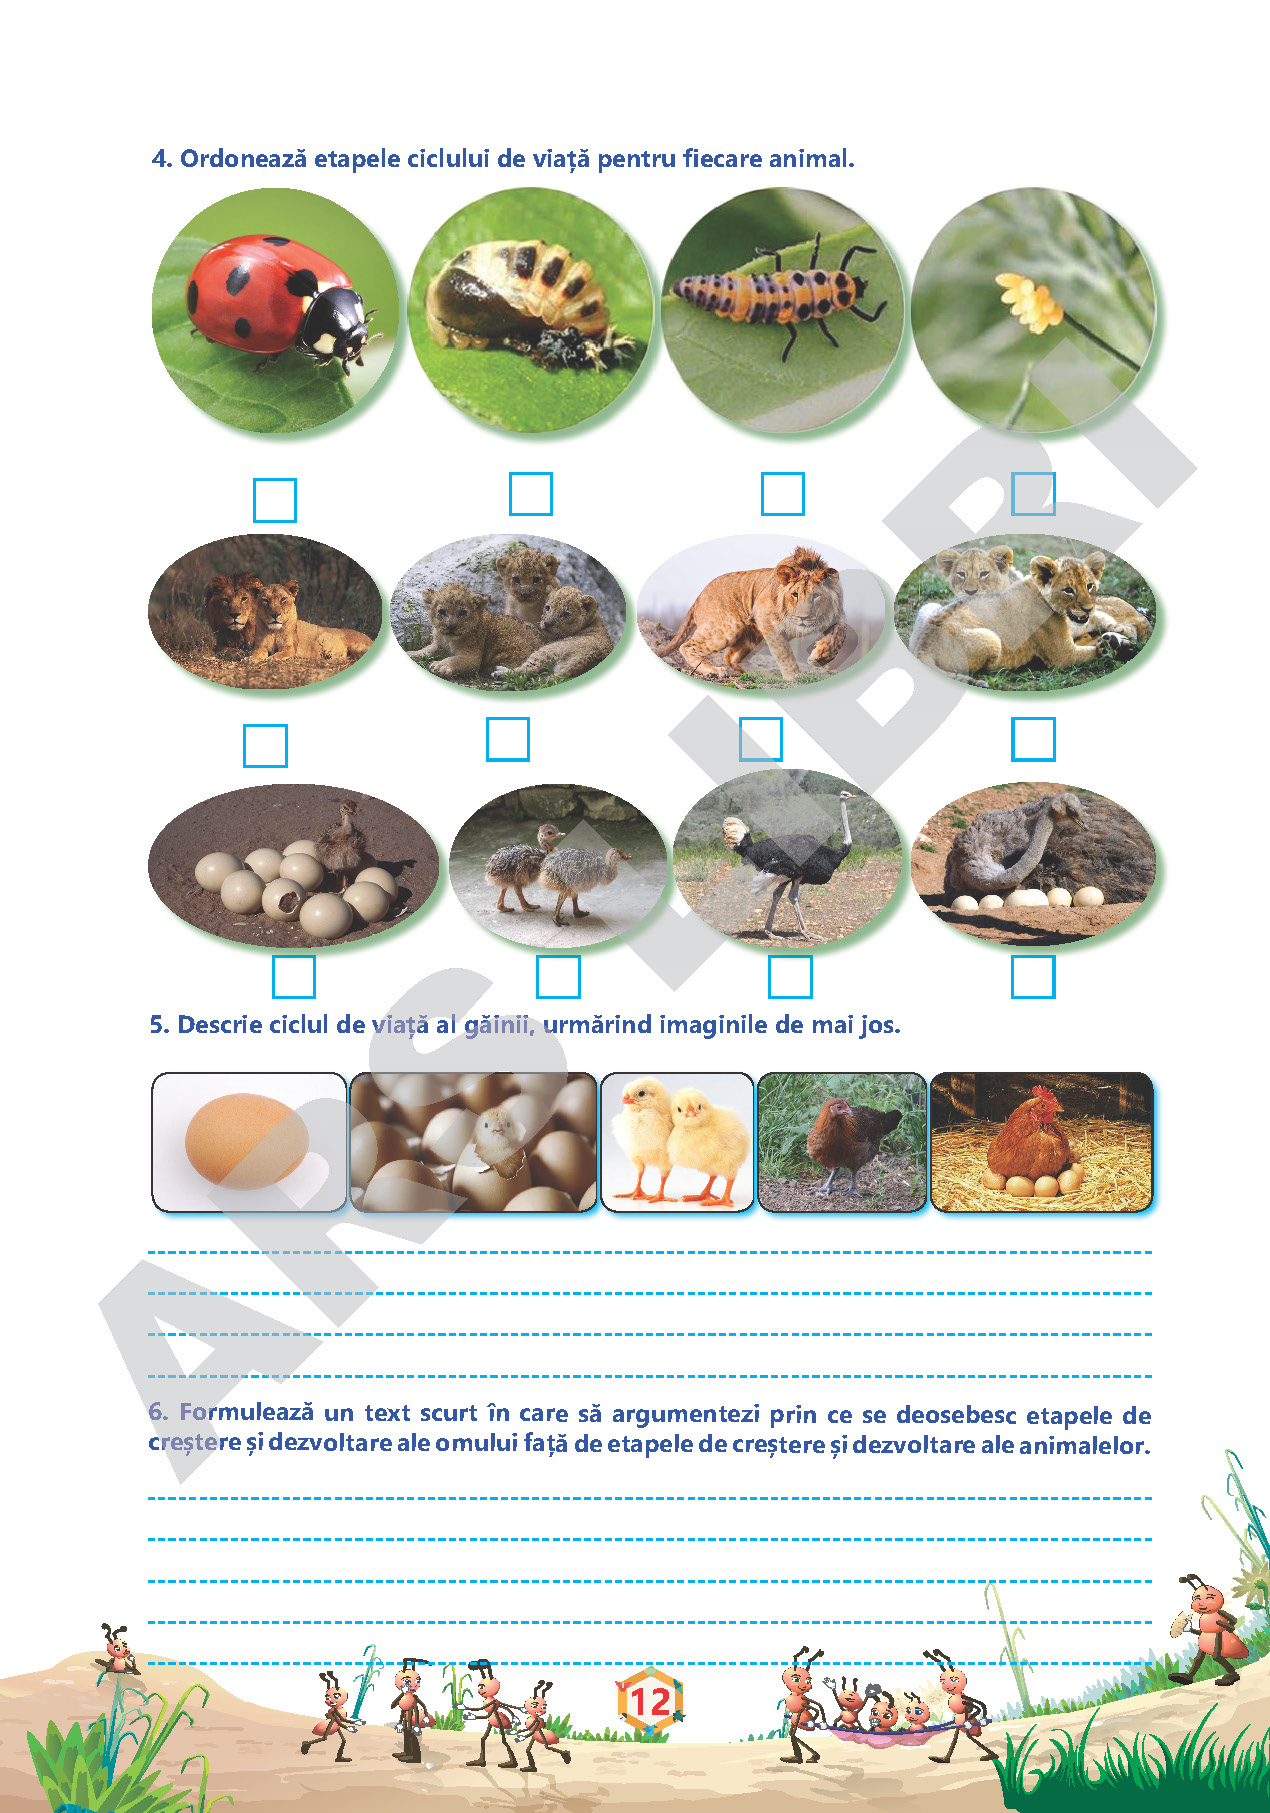 4. Ordonează etapele ciclului de viață pentru fiecare animal.
5. Descrie ciclul de viață al găinii, urmărind imaginile de mai jos.
6. Formulează un text scurt în care să argumentezi prin ce se deosebesc etapele de
creștere și dezvoltare ale omului față de etapele de creștere și dezvoltare ale animalelor.
12
ARS LIBRI